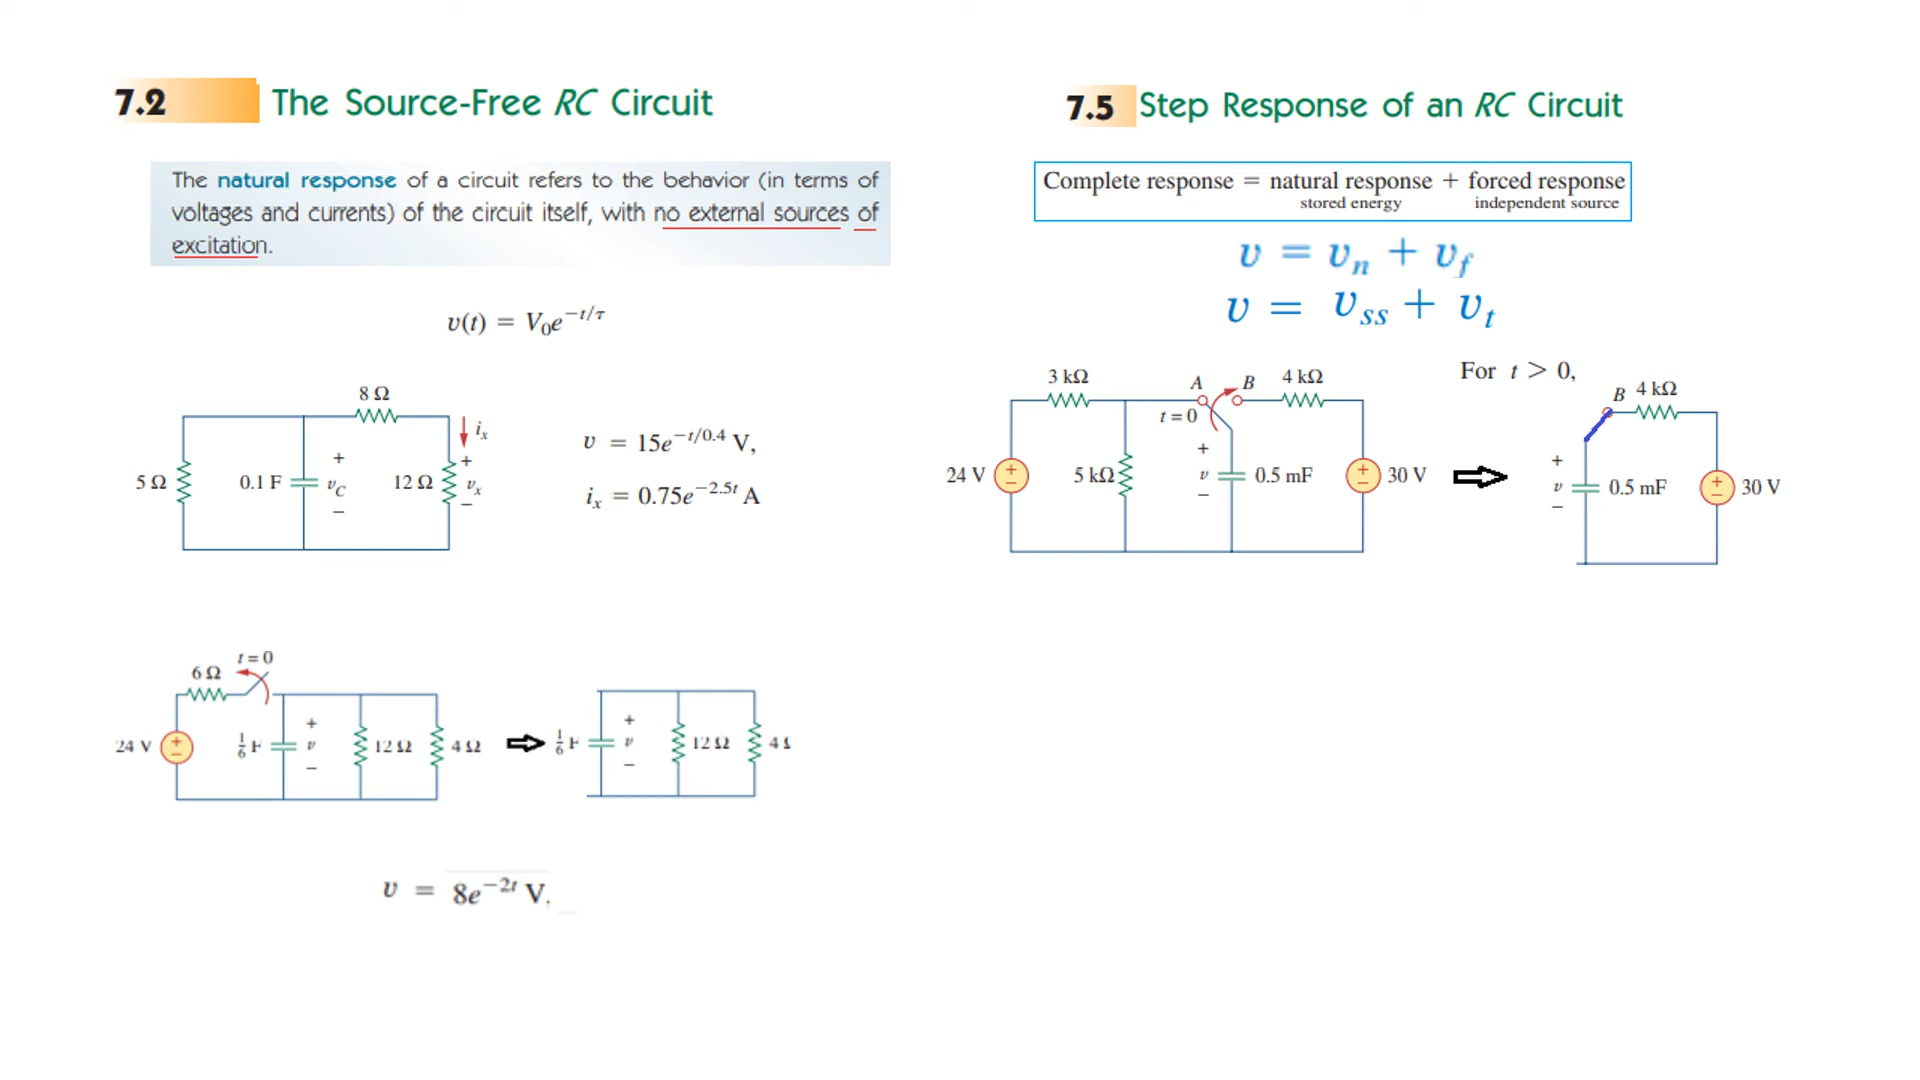 7.2 The Source-Free RC Circuit
The natural response of a circuit refers to the behavior (in terms of
voltages and currents) of the circuit itself, with no external sources of
excitation.
v(t) = V₀e^−t/τ
8 Ω
iₓ
5 Ω
0.1 F
+
v_C
−
12 Ω
+
vₓ
−
v = 15e^−t/0.4 V,
iₓ = 0.75e^−2.5t A
t = 0
6 Ω
24 V
+
−
1/6 F
+
v
−
12 Ω
4 Ω
1/6 F
+
v
−
12 Ω
4
v = 8e^−2t V.
7.5 Step Response of an RC Circuit
Complete response = natural response + forced response
stored energy independent source
v = vₙ + v_f
v = v_ss + v_t
3 kΩ
A
B
4 kΩ
t = 0
24 V
+
−
5 kΩ
+
v
−
0.5 mF
+
−
30 V
For t > 0,
B
4 kΩ
+
v
−
0.5 mF
+
−
30 V